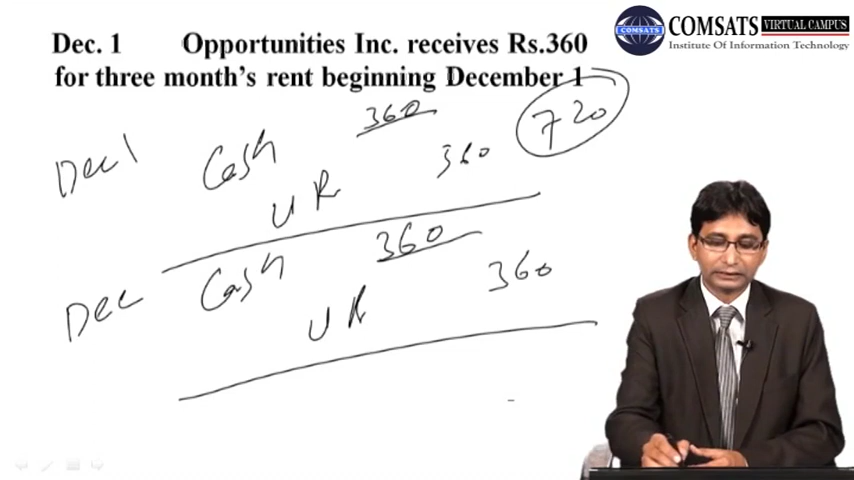 COMSATS VIRTUAL CAMPUS
Institute Of Information Technology
COMSATS
Dec. 1 Opportunities Inc. receives Rs.360
for three month's rent beginning December 1
Dec 1 Cash 360 720
UR 360
Dec Cash 360
UR 360